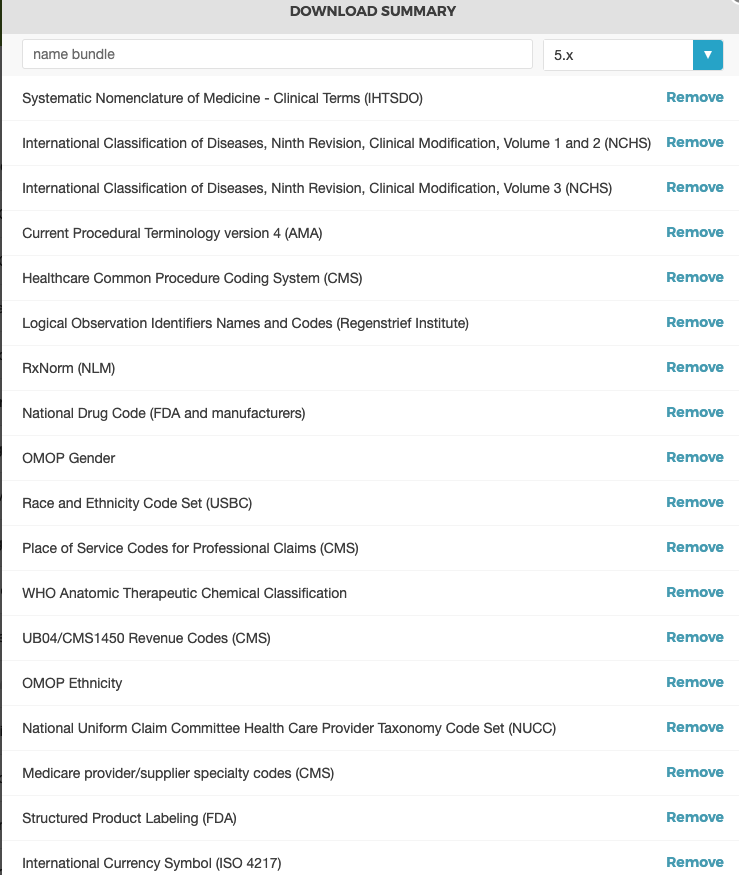 DOWNLOAD SUMMARY
name bundle 5.x
Systematic Nomenclature of Medicine - Clinical Terms (IHTSDO) Remove
International Classification of Diseases, Ninth Revision, Clinical Modification, Volume 1 and 2 (NCHS) Remove
International Classification of Diseases, Ninth Revision, Clinical Modification, Volume 3 (NCHS) Remove
Current Procedural Terminology version 4 (AMA) Remove
Healthcare Common Procedure Coding System (CMS) Remove
Logical Observation Identifiers Names and Codes (Regenstrief Institute) Remove
RxNorm (NLM) Remove
National Drug Code (FDA and manufacturers) Remove
OMOP Gender Remove
Race and Ethnicity Code Set (USBC) Remove
Place of Service Codes for Professional Claims (CMS) Remove
WHO Anatomic Therapeutic Chemical Classification Remove
UB04/CMS1450 Revenue Codes (CMS) Remove
OMOP Ethnicity Remove
National Uniform Claim Committee Health Care Provider Taxonomy Code Set (NUCC) Remove
Medicare provider/supplier specialty codes (CMS) Remove
Structured Product Labeling (FDA) Remove
International Currency Symbol (ISO 4217) Remove